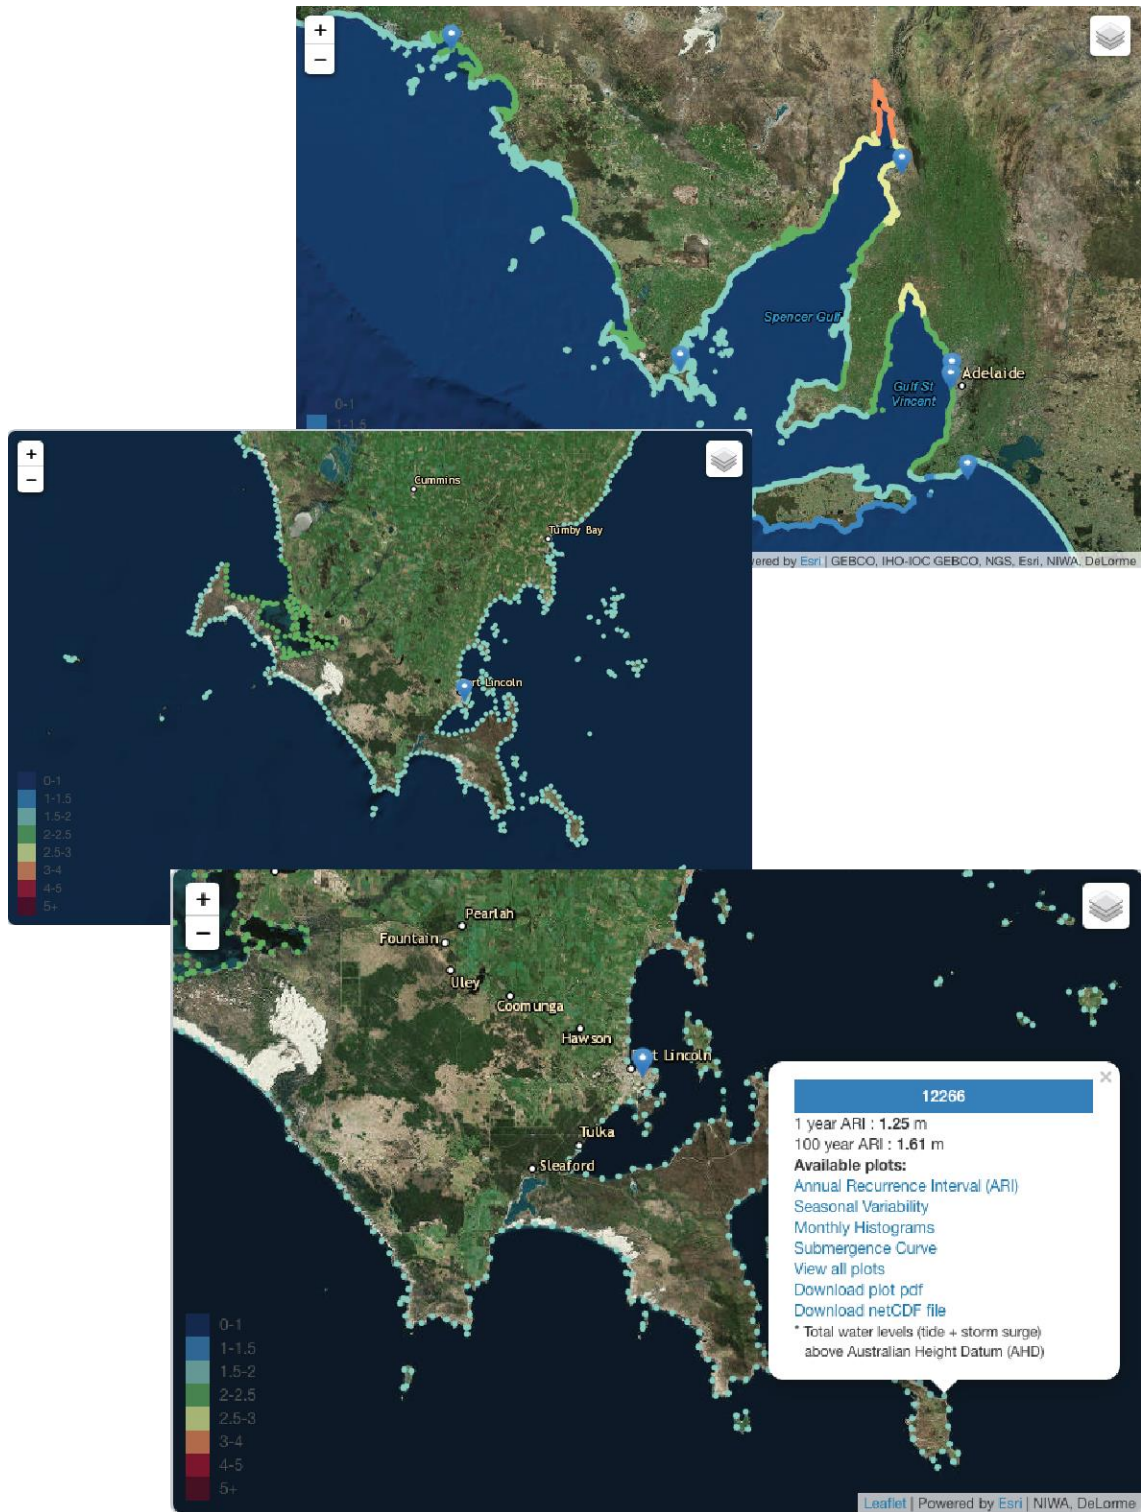 +
−
Spencer Gulf
Gulf St
Vincent
Adelaide
0-1
1-1.5
ered by Esri | GEBCO, IHO-IOC GEBCO, NGS, Esri, NIWA, DeLorme
+
−
Cummins
Tumby Bay
rt Lincoln
0-1
1-1.5
1.5-2
2-2.5
2.5-3
3-4
4-5
5+
+
−
Pearlah
Fountain
Uley
Coomunga
Hawson
t Lincoln
Tulka
Sleaford
×
12266
1 year ARI : 1.25 m
100 year ARI : 1.61 m
Available plots:
Annual Recurrence Interval (ARI)
Seasonal Variability
Monthly Histograms
Submergence Curve
View all plots
Download plot pdf
Download netCDF file
* Total water levels (tide + storm surge)
above Australian Height Datum (AHD)
0-1
1-1.5
1.5-2
2-2.5
2.5-3
3-4
4-5
5+
Leaflet | Powered by Esri | NIWA, DeLorme